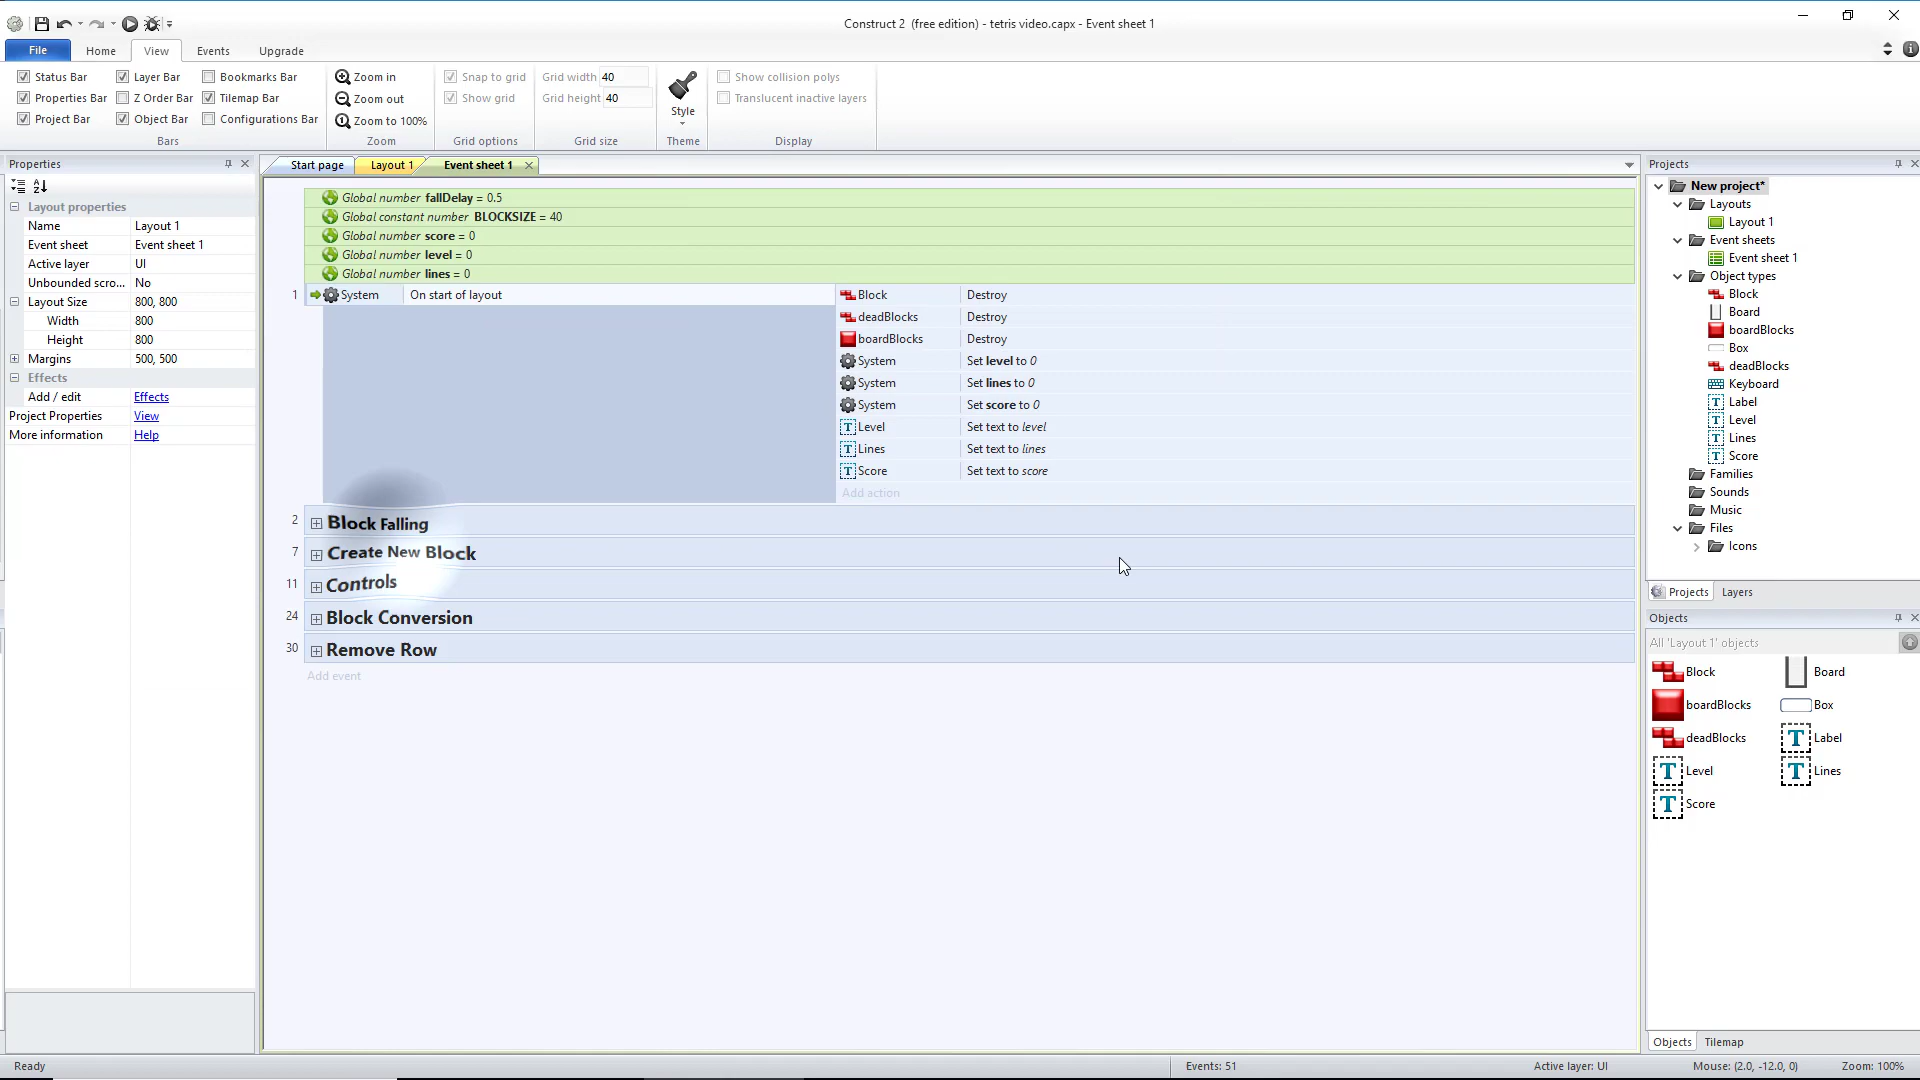 Construct 2 (free edition) - tetris video.capx - Event sheet 1
File Home View Events Upgrade
Status Bar Layer Bar Bookmarks Bar Zoom in Snap to grid Grid width 40 Show collision polys
Properties Bar Z Order Bar Tilemap Bar Zoom out Show grid Grid height 40 Style Translucent inactive layers
Project Bar Object Bar Configurations Bar Zoom to 100%
Bars Zoom Grid options Grid size Theme Display
Properties
Layout properties
Name Layout 1
Event sheet Event sheet 1
Active layer UI
Unbounded scro... No
Layout Size 800, 800
Width 800
Height 800
Margins 500, 500
Effects
Add / edit Effects
Project Properties View
More information Help
Start page Layout 1 Event sheet 1
Global number fallDelay = 0.5
Global constant number BLOCKSIZE = 40
Global number score = 0
Global number level = 0
Global number lines = 0
1 System On start of layout Block Destroy
deadBlocks Destroy
boardBlocks Destroy
System Set level to 0
System Set lines to 0
System Set score to 0
Level Set text to level
Lines Set text to lines
Score Set text to score
Add action
2 Block Falling
7 Create New Block
11 Controls
24 Block Conversion
30 Remove Row
Add event
Projects
New project*
Layouts
Layout 1
Event sheets
Event sheet 1
Object types
Block
Board
boardBlocks
Box
deadBlocks
Keyboard
Label
Level
Lines
Score
Families
Sounds
Music
Files
Icons
Projects Layers
Objects
All 'Layout 1' objects
Block Board
boardBlocks Box
deadBlocks Label
Level Lines
Score
Objects Tilemap
Ready Events: 51 Active layer: UI Mouse: (2.0, -12.0, 0) Zoom: 100%